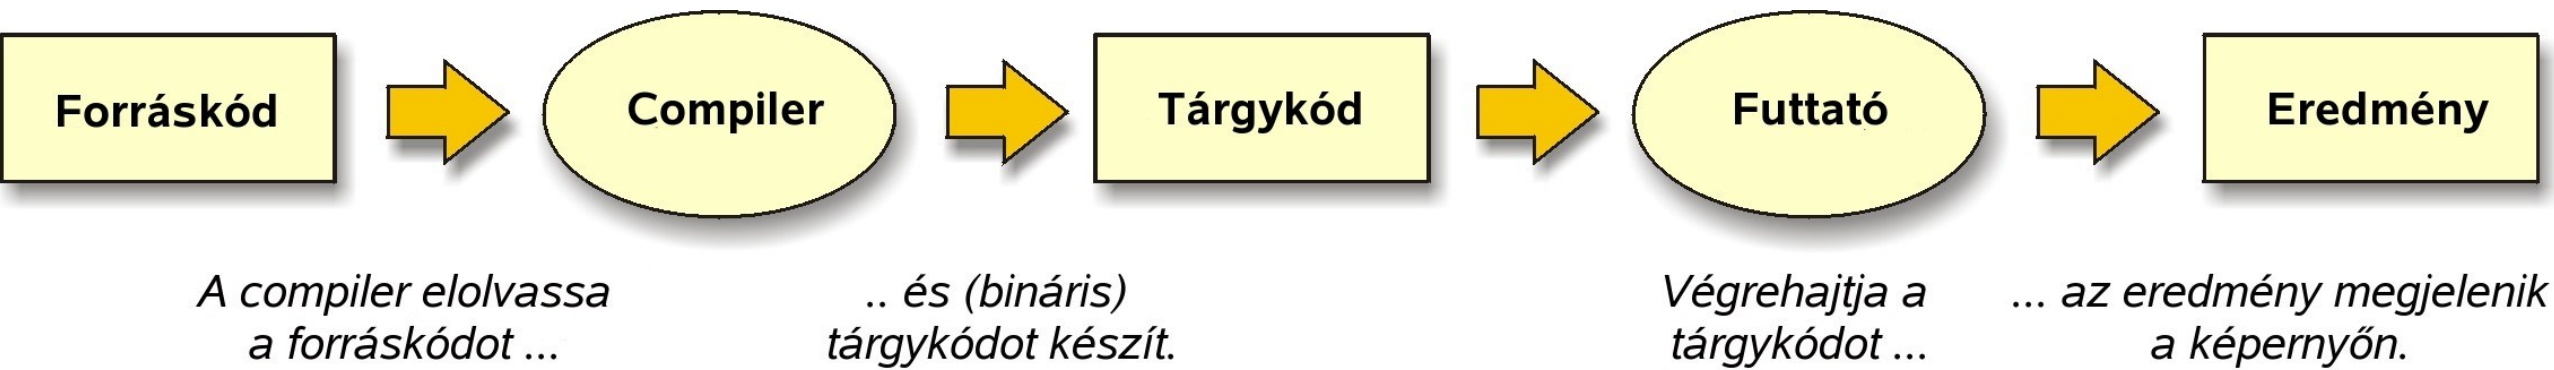 Forráskód
Compiler
Tárgykód
Futtató
Eredmény
A compiler elolvassa
a forráskódot ...
.. és (bináris)
tárgykódot készít.
Végrehajtja a
tárgykódot ...
... az eredmény megjelenik
a képernyőn.